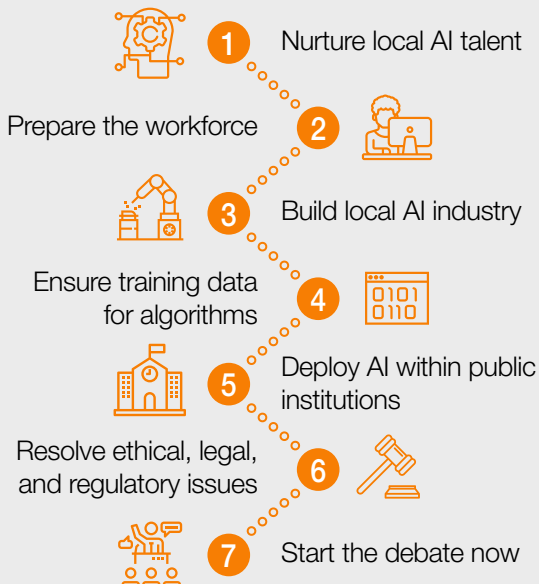 1 Nurture local AI talent
Prepare the workforce 2
3 Build local AI industry
Ensure training data
for algorithms
4
0101
0110
5
Deploy AI within public
institutions
Resolve ethical, legal,
and regulatory issues
6
7 Start the debate now